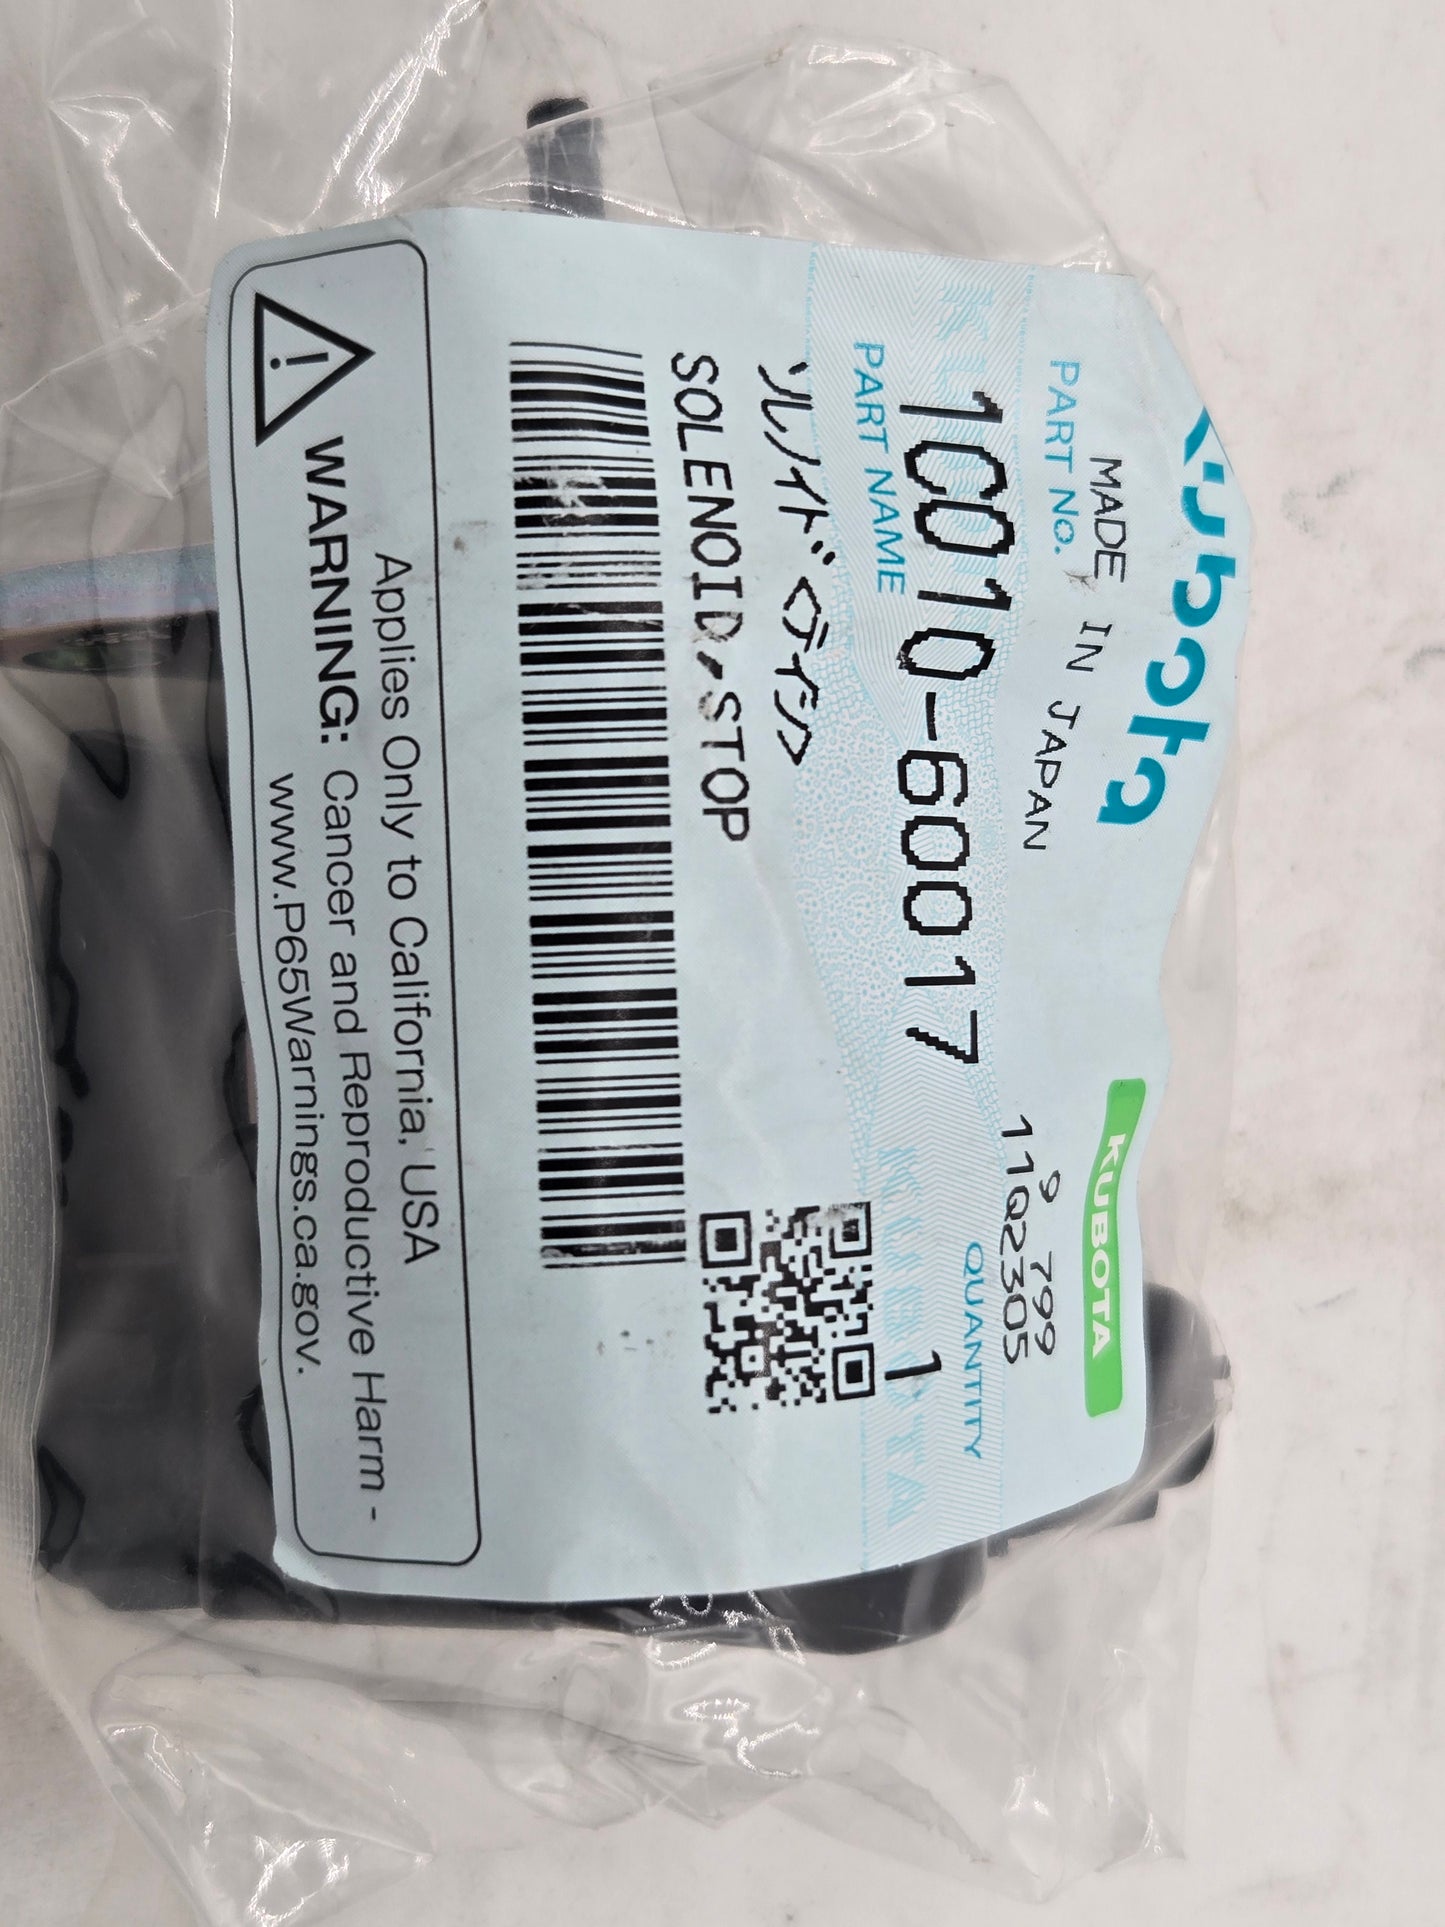 Kubota
KUBOTA
MADE IN JAPAN
9 799
PART NO.
11Q2305
1C010-60017
QUANTITY
1
PART NAME
ソレノイド(テイシ)
SOLENOID,STOP
Applies Only to California, USA
WARNING: Cancer and Reproductive Harm -
www.P65Warnings.ca.gov.